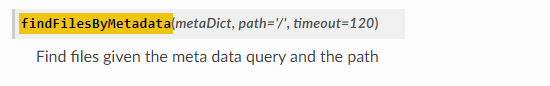 findFilesByMetadata(metaDict, path='/', timeout=120)
Find files given the meta data query and the path